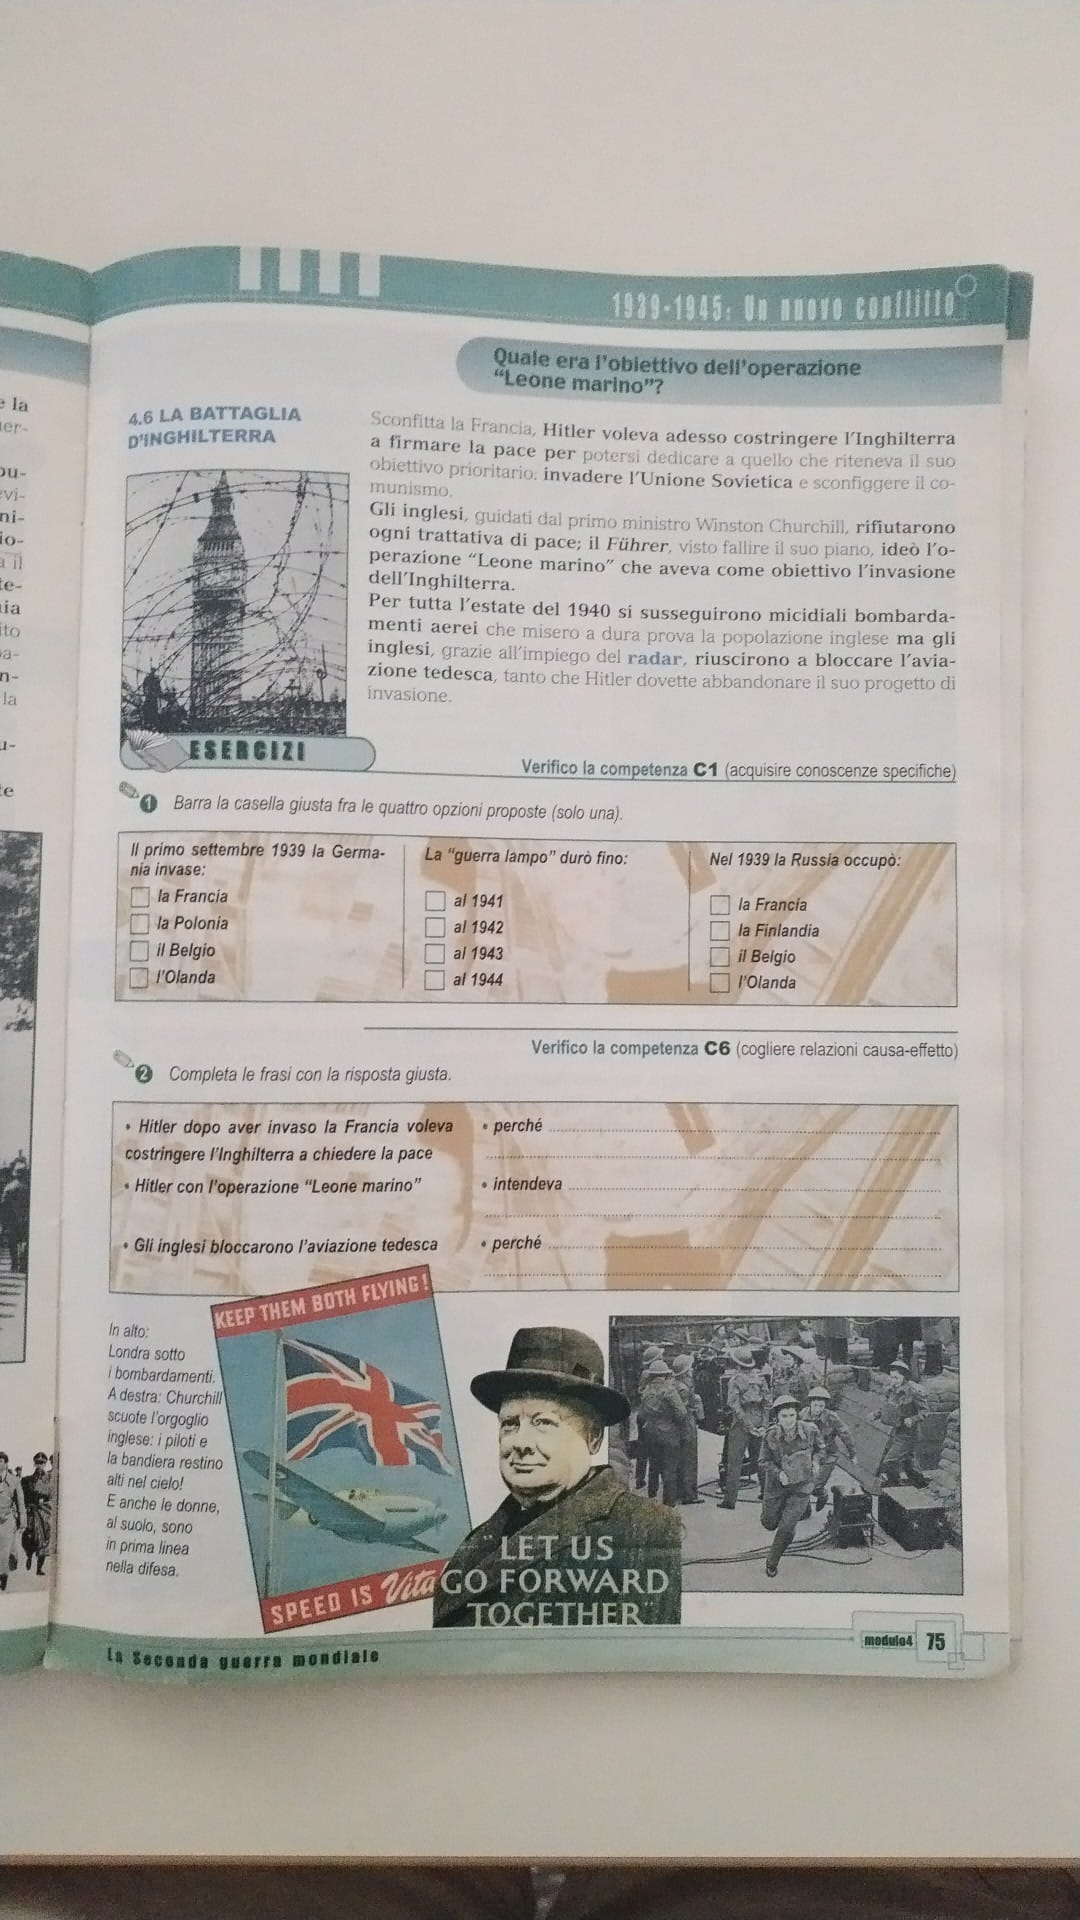 1939-1945: Un nuovo conflitto
Quale era l'obiettivo dell'operazione
"Leone marino"?
4.6 LA BATTAGLIA
D'INGHILTERRA
Sconfitta la Francia, Hitler voleva adesso costringere l'Inghilterra
a firmare la pace per potersi dedicare a quello che riteneva il suo
obiettivo prioritario: invadere l'Unione Sovietica e sconfiggere il co-
munismo.
Gli inglesi, guidati dal primo ministro Winston Churchill, rifiutarono
ogni trattativa di pace; il Führer, visto fallire il suo piano, ideò l'o-
perazione "Leone marino" che aveva come obiettivo l'invasione
dell'Inghilterra.
Per tutta l'estate del 1940 si susseguirono micidiali bombarda-
menti aerei che misero a dura prova la popolazione inglese ma gli
inglesi, grazie all'impiego del radar, riuscirono a bloccare l'avia-
zione tedesca, tanto che Hitler dovette abbandonare il suo progetto di
invasione.
ESERCIZI
Verifico la competenza C1 (acquisire conoscenze specifiche)
1 Barra la casella giusta fra le quattro opzioni proposte (solo una).
Il primo settembre 1939 la Germa-
nia invase:
la Francia
la Polonia
il Belgio
l'Olanda
La "guerra lampo" durò fino:
al 1941
al 1942
al 1943
al 1944
Nel 1939 la Russia occupò:
la Francia
la Finlandia
il Belgio
l'Olanda
Verifico la competenza C6 (cogliere relazioni causa-effetto)
2 Completa le frasi con la risposta giusta.
• Hitler dopo aver invaso la Francia voleva
costringere l'Inghilterra a chiedere la pace
• perché
• Hitler con l'operazione "Leone marino"
• intendeva
• Gli inglesi bloccarono l'aviazione tedesca
• perché
In alto:
Londra sotto
i bombardamenti.
A destra: Churchill
scuote l'orgoglio
inglese: i piloti e
la bandiera restino
alti nel cielo!
E anche le donne,
al suolo, sono
in prima linea
nella difesa.
KEEP THEM BOTH FLYING!
SPEED IS Vital
"LET US
GO FORWARD
TOGETHER"
La Seconda guerra mondiale
modulo4 75